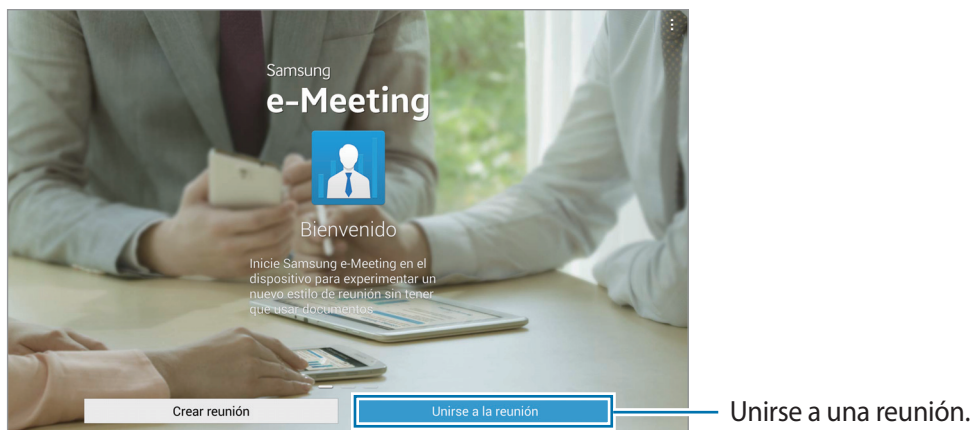 Samsung
e-Meeting
Bienvenido
Inicie Samsung e-Meeting en el
dispositivo para experimentar un
nuevo estilo de reunión sin tener
que usar documentos
Crear reunión
Unirse a la reunión
Unirse a una reunión.